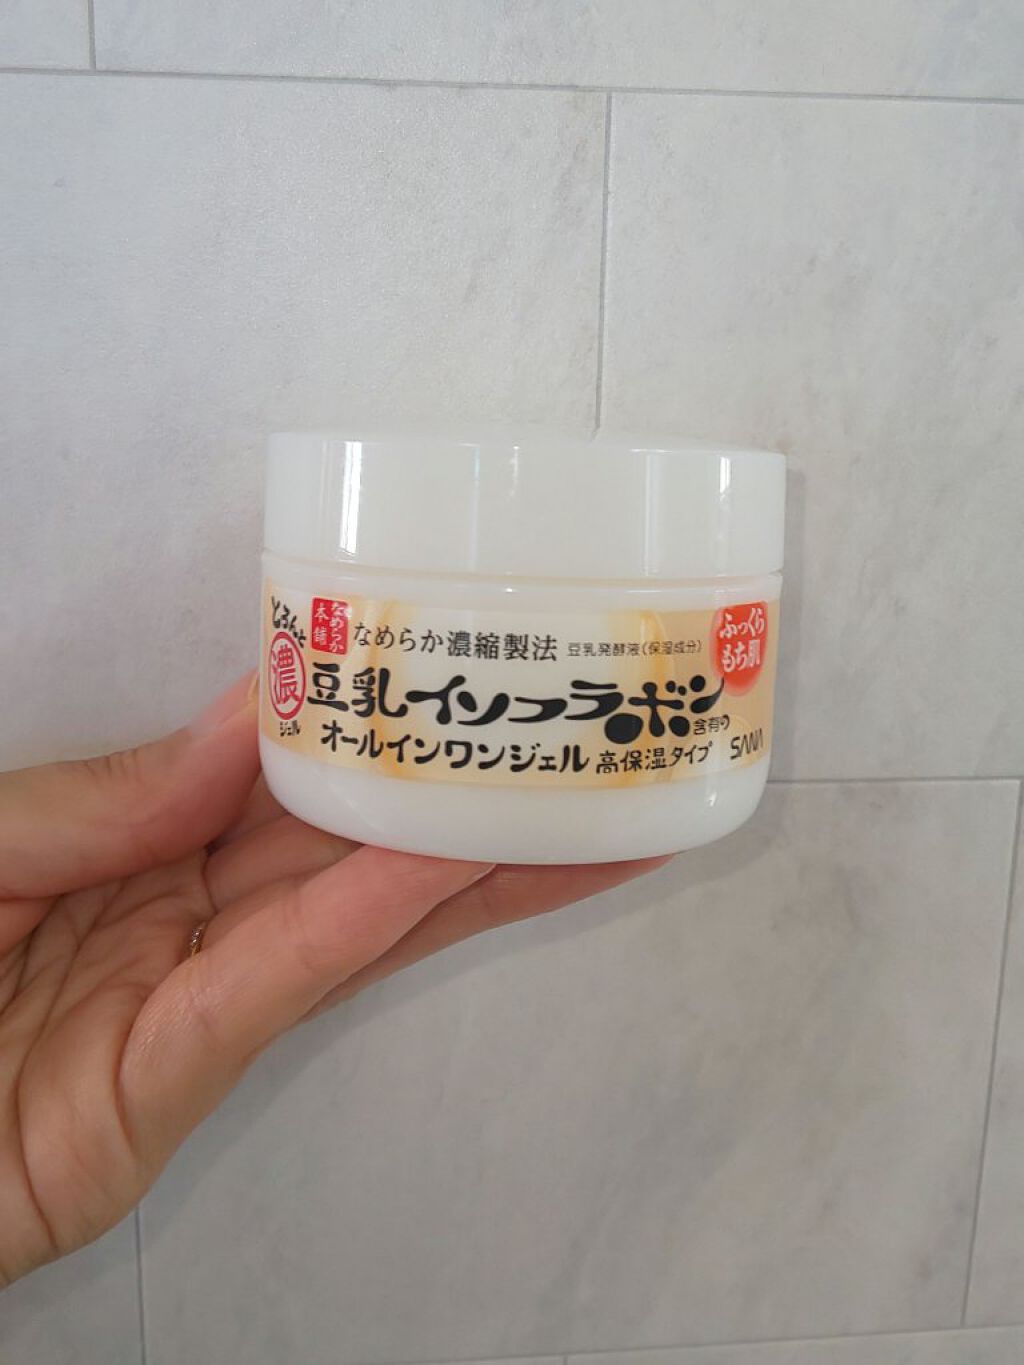 とろんと
濃
ジェル
なめらか
本舗
なめらか濃縮製法 豆乳発酵液(保湿成分)
ふっくら
もち肌
豆乳イソフラボン含有の
オールインワンジェル 高保湿タイプ
SANA